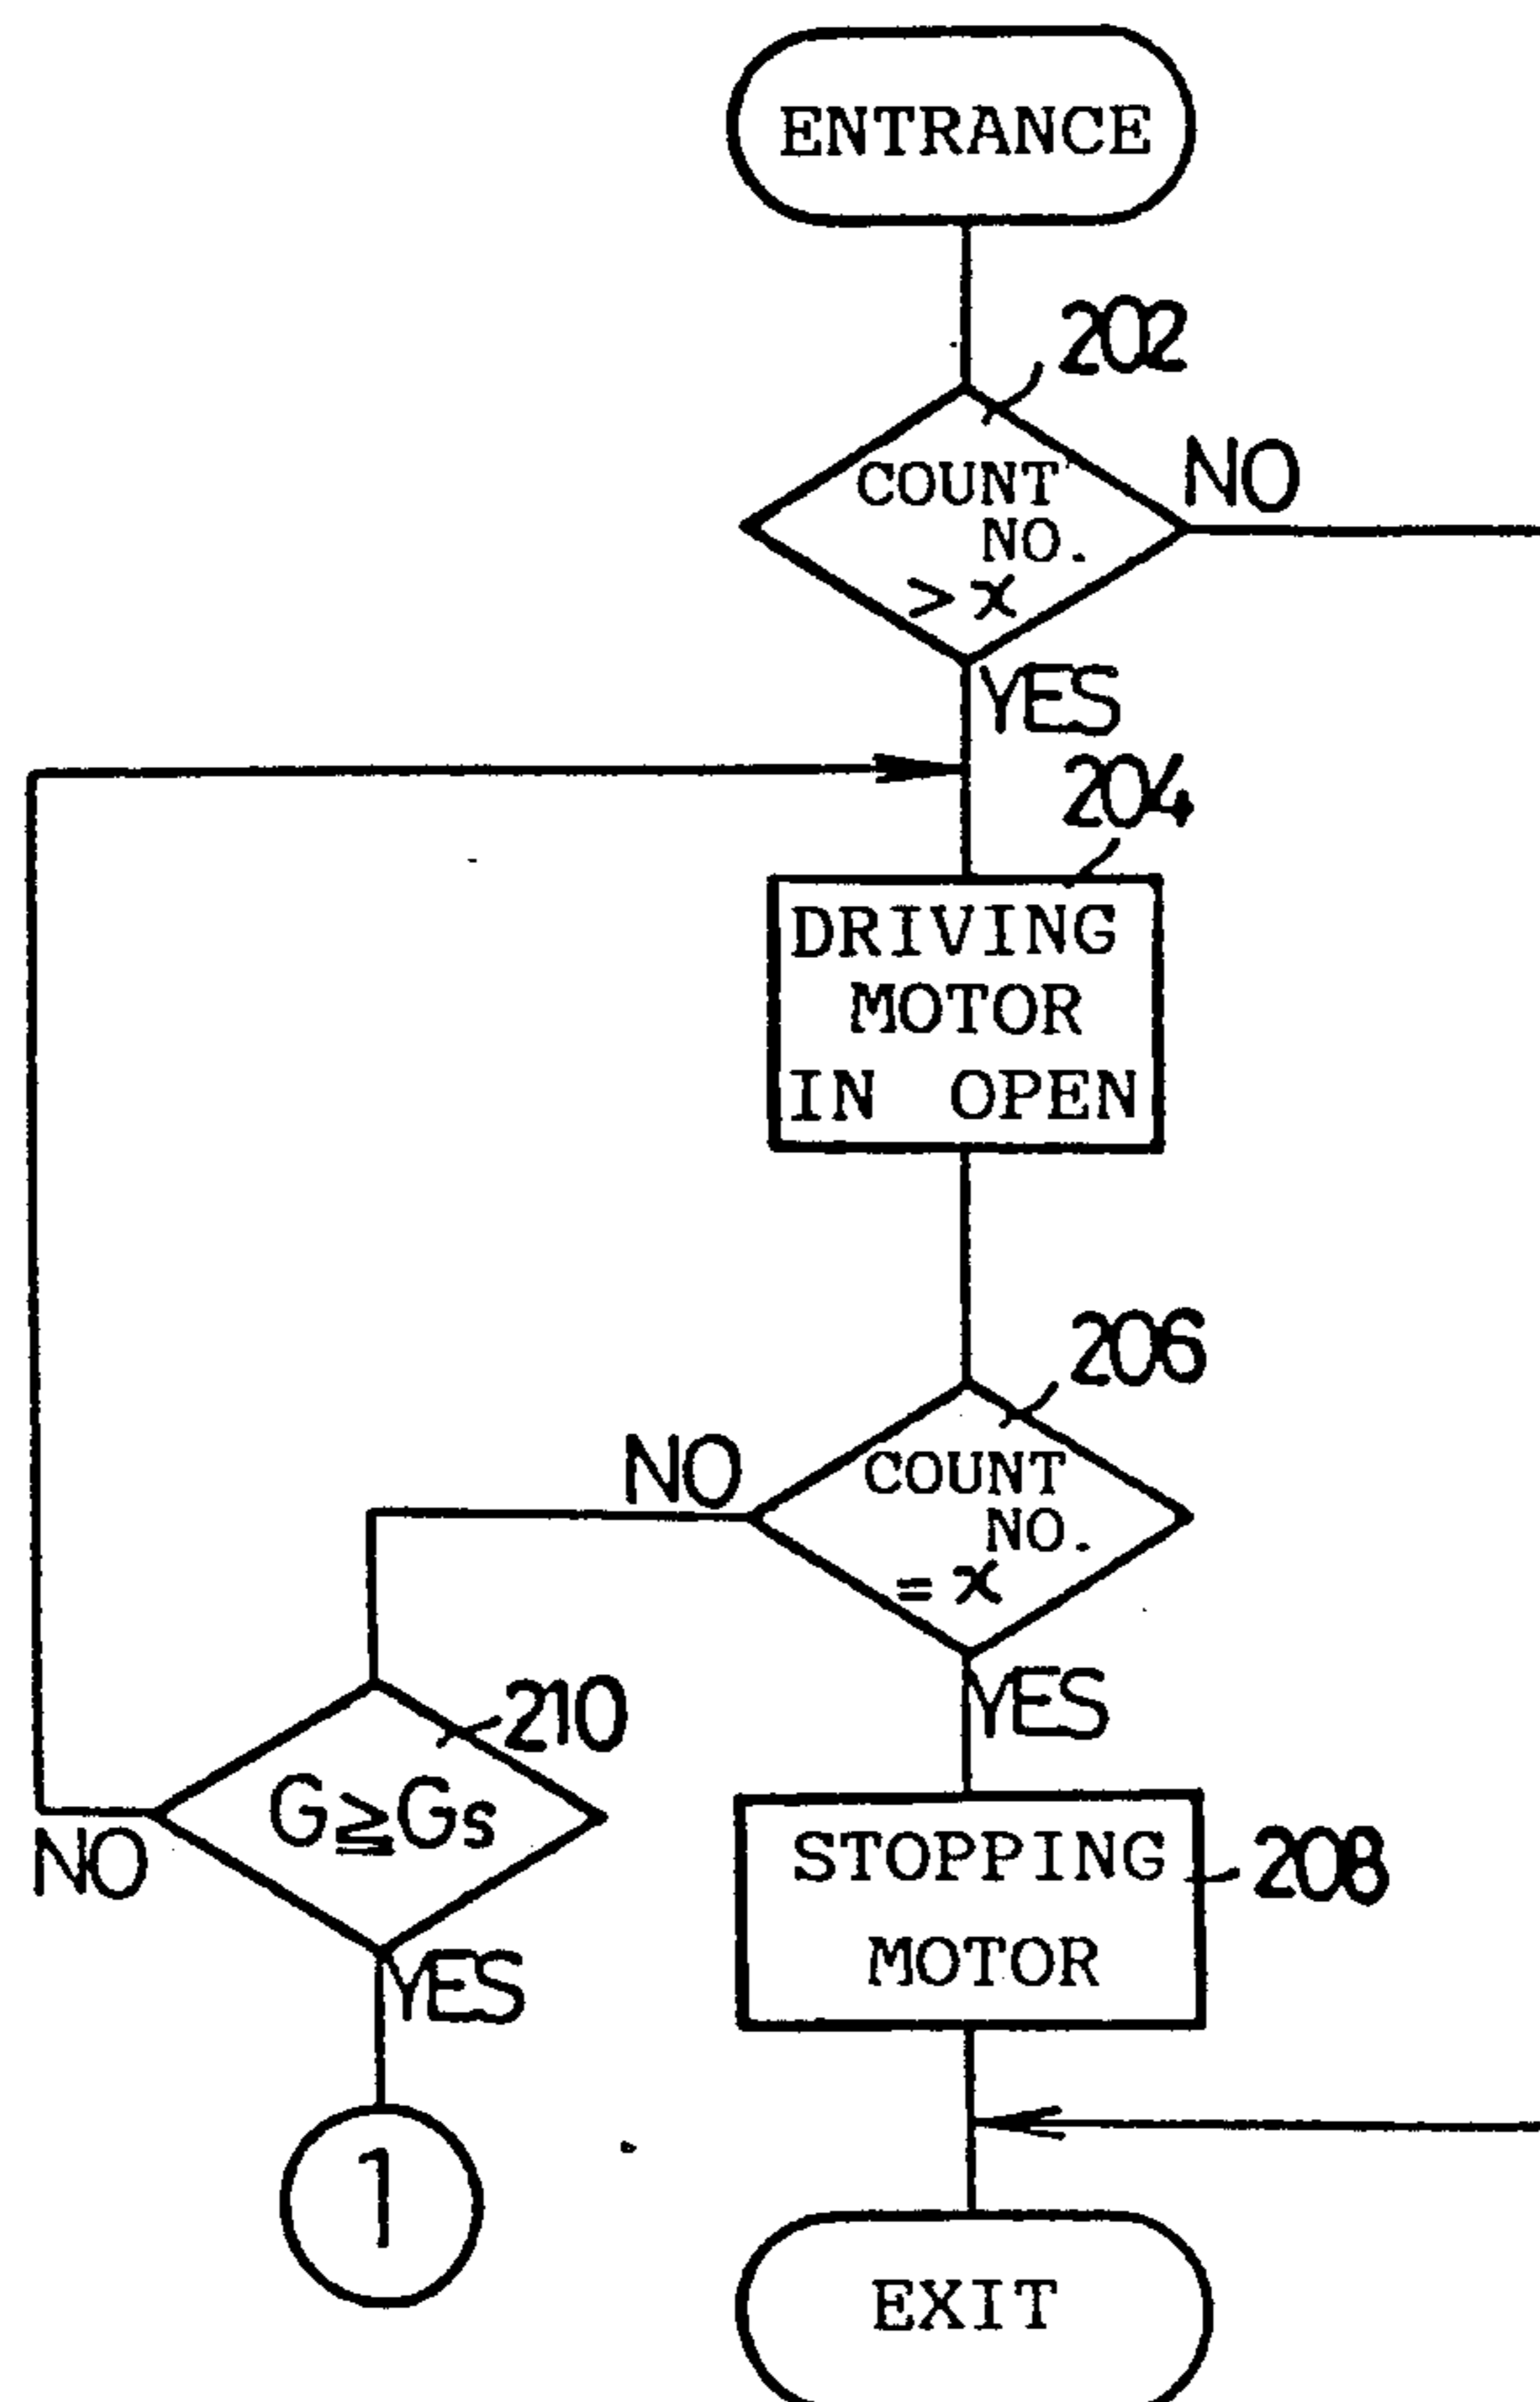 ENTRANCE
202
COUNT
NO.
> x
NO
YES
204
DRIVING
MOTOR
IN OPEN
206
COUNT
NO.
= x
NO
YES
210
G≧Gs
NO
YES
1
STOPPING
MOTOR
208
EXIT